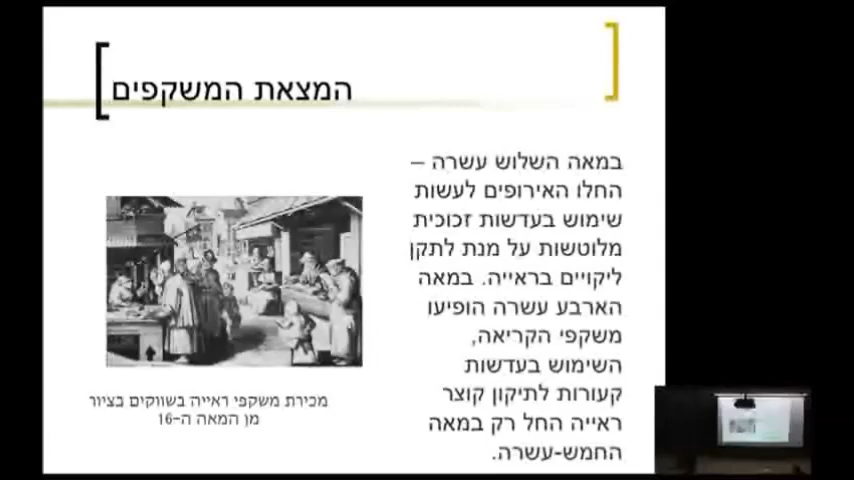 המצאת המשקפים
במאה השלוש עשרה –
החלו האירופים לעשות
שימוש בעדשות זכוכית
מלוטשות על מנת לתקן
ליקויים בראייה. במאה
הארבע עשרה הופיעו
משקפי הקריאה,
השימוש בעדשות
קעורות לתיקון קוצר
ראייה החל רק במאה
החמש-עשרה.
מכירת משקפי ראייה בשווקים בציור
מן המאה ה-16